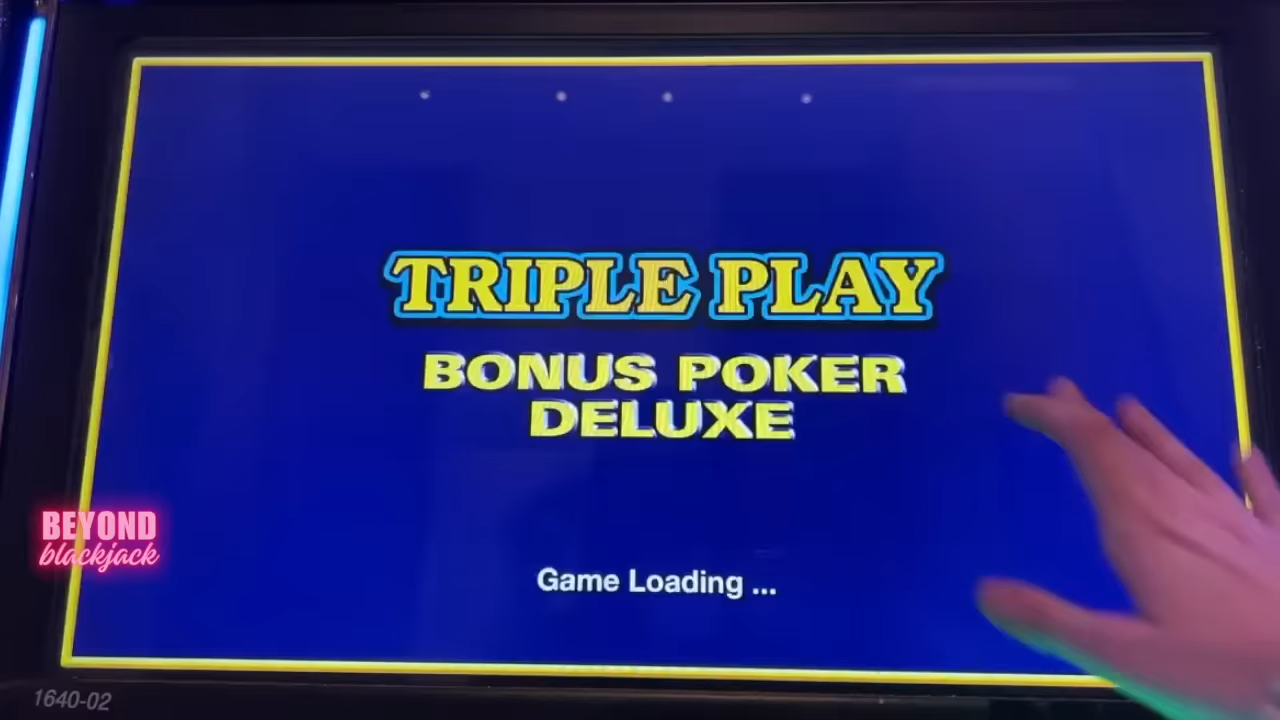 TRIPLE PLAY
BONUS POKER
DELUXE
BEYOND
blackjack
Game Loading ...
1640-02